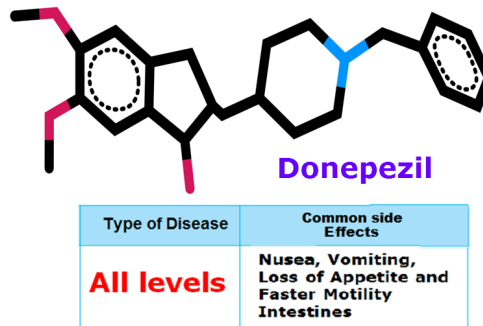 Donepezil
Type of Disease
Common side
Effects
All levels
Nusea, Vomiting,
Loss of Appetite and
Faster Motility
Intestines